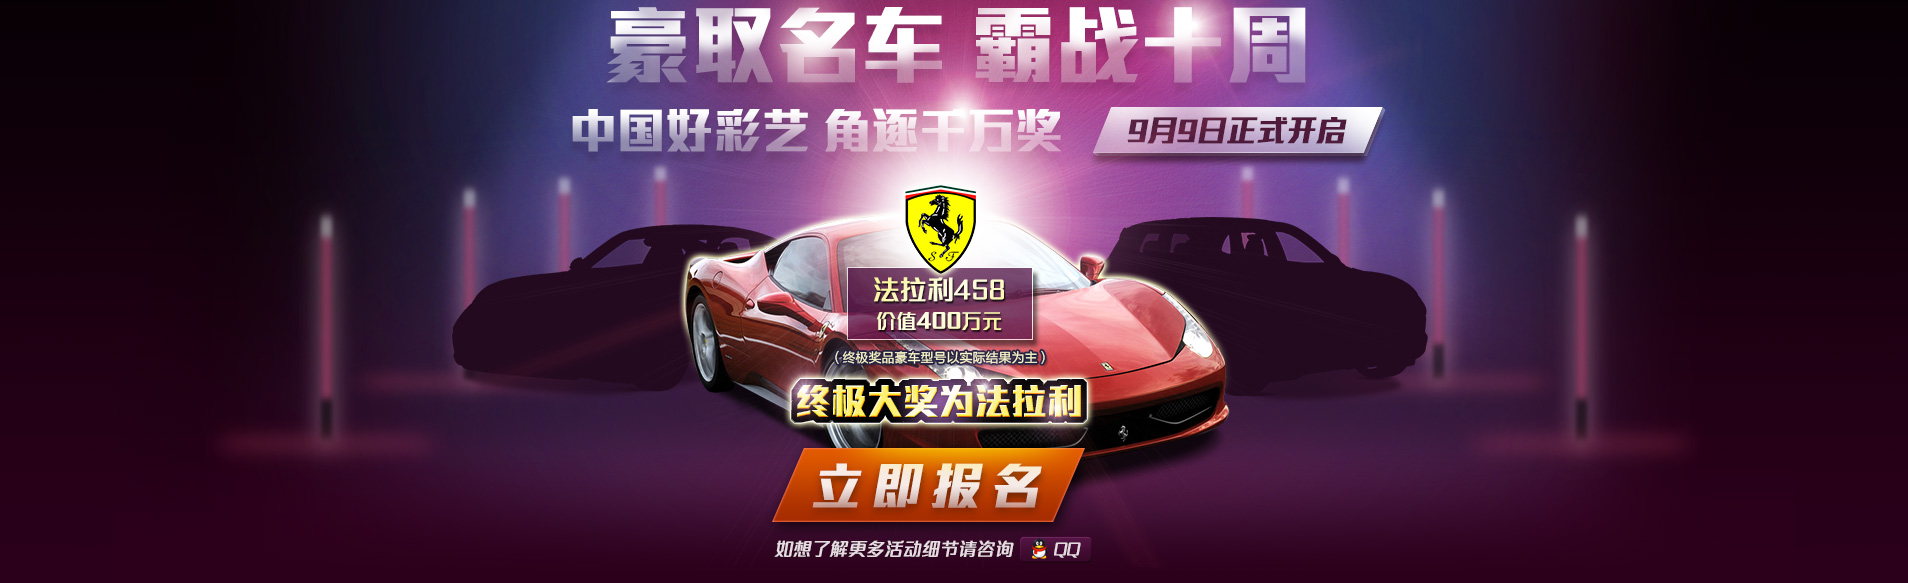 豪取名车 霸战十周
中国好彩艺 角逐千万奖
9月9日正式开启
S F
法拉利458
价值400万元
（终极奖品豪车型号以实际结果为主）
终极大奖为法拉利
立即报名
如想了解更多活动细节请咨询 QQ